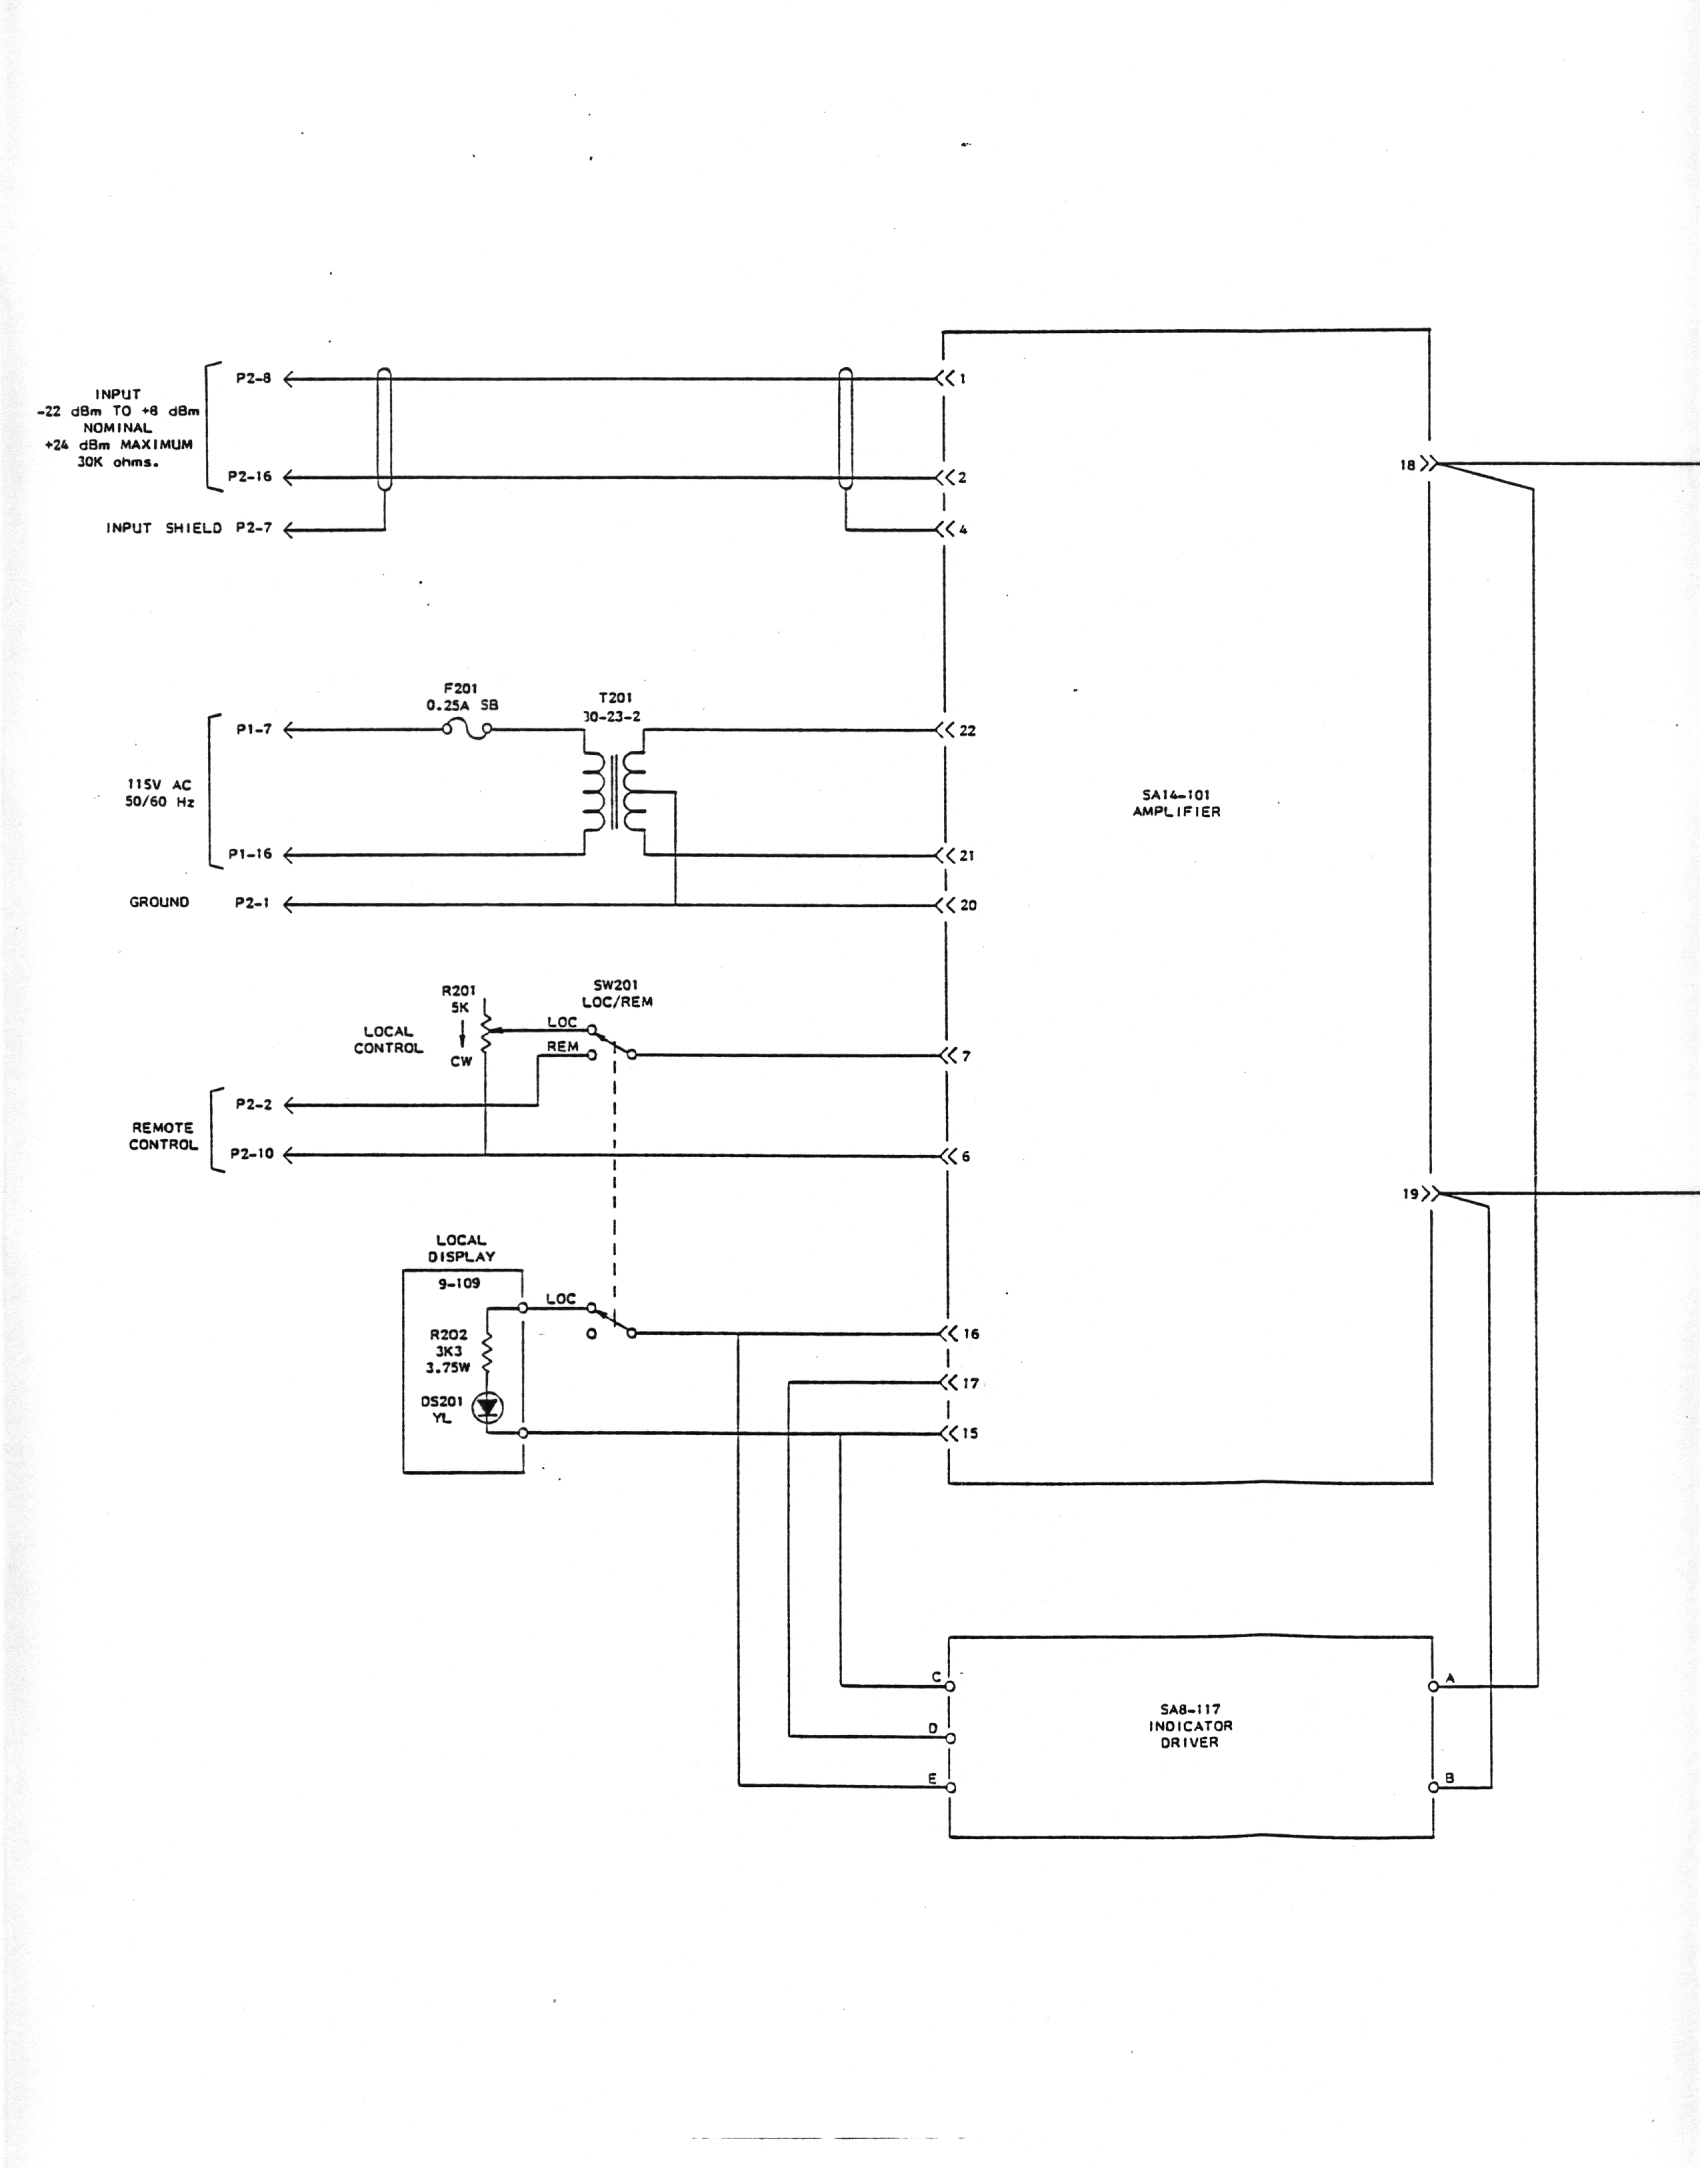 INPUT
-22 dBm TO +8 dBm
NOMINAL
+24 dBm MAXIMUM
30K ohms.
P2-8
P2-16
INPUT SHIELD P2-7
1
2
4
18
F201
0.25A SB
T201
30-23-2
P1-7
115V AC
50/60 Hz
P1-16
GROUND P2-1
22
21
20
SA14-101
AMPLIFIER
R201
5K
CW
LOCAL
CONTROL
SW201
LOC/REM
LOC
REM
7
REMOTE
CONTROL
P2-2
P2-10
6
19
LOCAL
DISPLAY
9-109
LOC
R202
3K3
3.75W
DS201
YL
16
17
15
C
D
E
SA8-117
INDICATOR
DRIVER
A
B